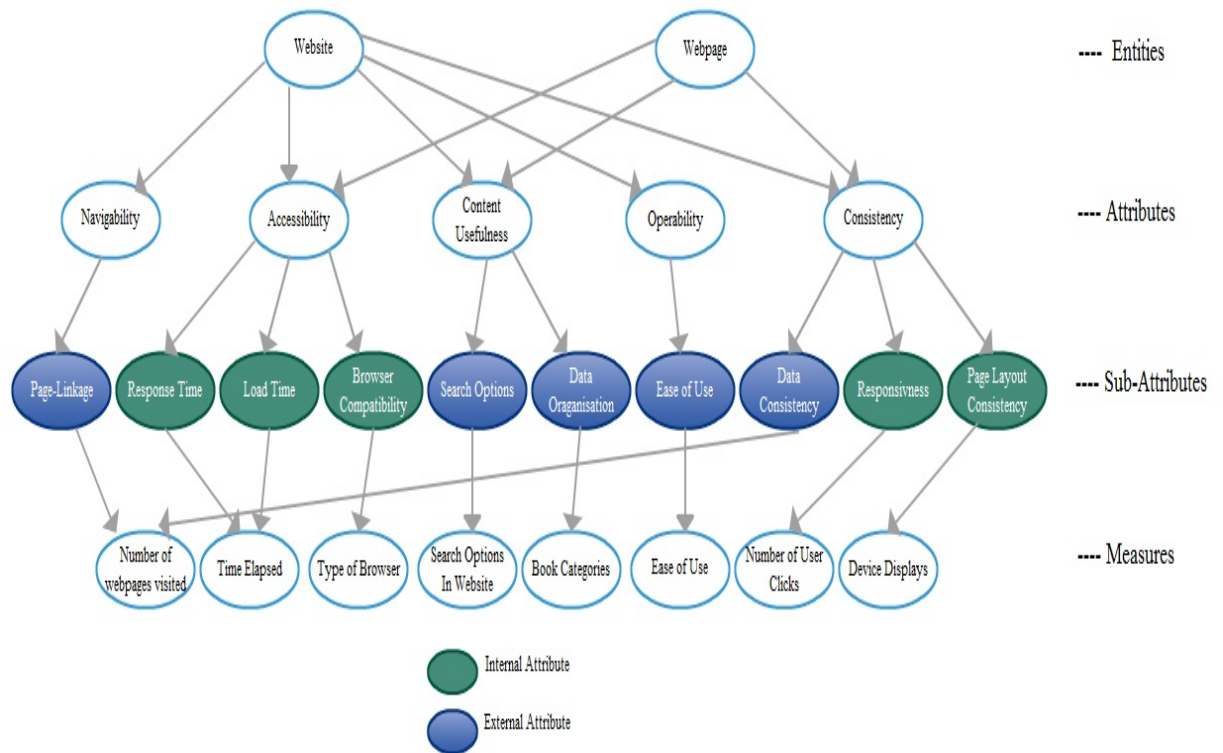 Website
Webpage
---- Entities
Navigability
Accessibility
Content
Usefulness
Operability
Consistency
---- Attributes
Page-Linkage
Response Time
Load Time
Browser
Compatibility
Search Options
Data
Oraganisation
Ease of Use
Data
Consistency
Responsivness
Page Layout
Consistency
---- Sub-Attributes
Number of
webpages visited
Time Elapsed
Type of Browser
Search Options
In Website
Book Categories
Ease of Use
Number of User
Clicks
Device Displays
---- Measures
Internal Attribute
External Attribute